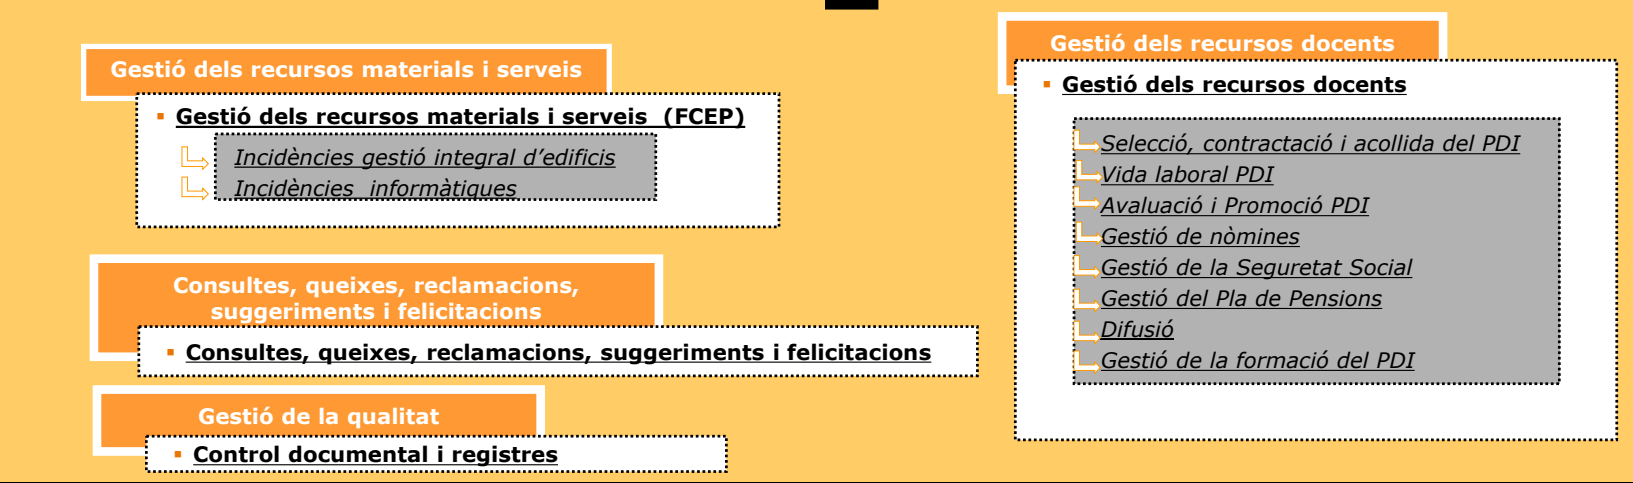 Gestió dels recursos materials i serveis
Gestió dels recursos materials i serveis  (FCEP)
Incidències gestió integral d’edificis
Incidències  informàtiques
Consultes, queixes, reclamacions,
suggeriments i felicitacions
Consultes, queixes, reclamacions, suggeriments i felicitacions
Gestió de la qualitat
Control documental i registres
Gestió dels recursos docents
Gestió dels recursos docents
Selecció, contractació i acollida del PDI
Vida laboral PDI
Avaluació i Promoció PDI
Gestió de nòmines
Gestió de la Seguretat Social
Gestió del Pla de Pensions
Difusió
Gestió de la formació del PDI